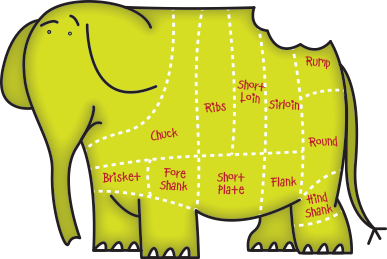 Rump
Short
Loin
Sirloin
Ribs
Chuck
Round
Brisket
Fore
Shank
Short
Plate
Flank
Hind
Shank